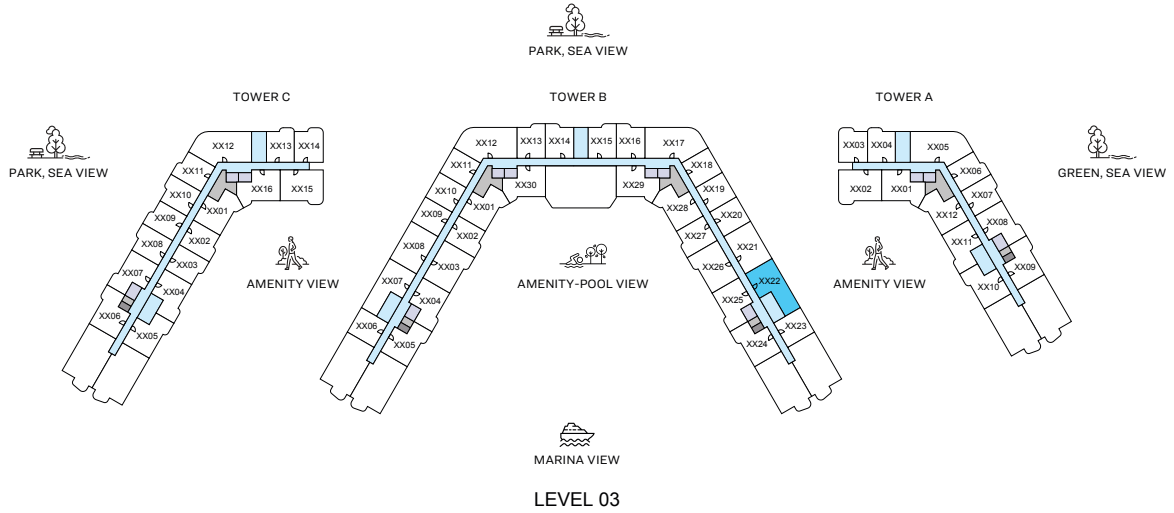 PARK, SEA VIEW
TOWER C
TOWER B
TOWER A
PARK, SEA VIEW
GREEN, SEA VIEW
XX12
XX13
XX14
XX11
XX16
XX15
XX10
XX01
XX09
XX02
XX08
XX03
XX07
XX04
XX06
XX05
XX12
XX13
XX14
XX15
XX16
XX17
XX11
XX30
XX29
XX18
XX10
XX01
XX28
XX19
XX09
XX02
XX27
XX20
XX08
XX03
XX26
XX21
XX07
XX04
XX25
XX22
XX06
XX05
XX24
XX23
XX03
XX04
XX05
XX02
XX01
XX06
XX12
XX07
XX11
XX08
XX10
XX09
AMENITY VIEW
AMENITY-POOL VIEW
AMENITY VIEW
MARINA VIEW
LEVEL 03